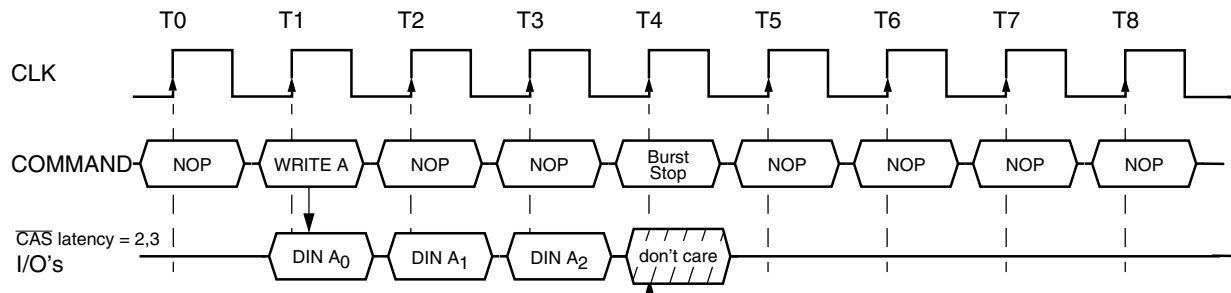 T0 T1 T2 T3 T4 T5 T6 T7 T8
CLK
COMMAND NOP WRITE A NOP NOP Burst Stop NOP NOP NOP NOP
CAS latency = 2,3
I/O's DIN A0 DIN A1 DIN A2 don't care